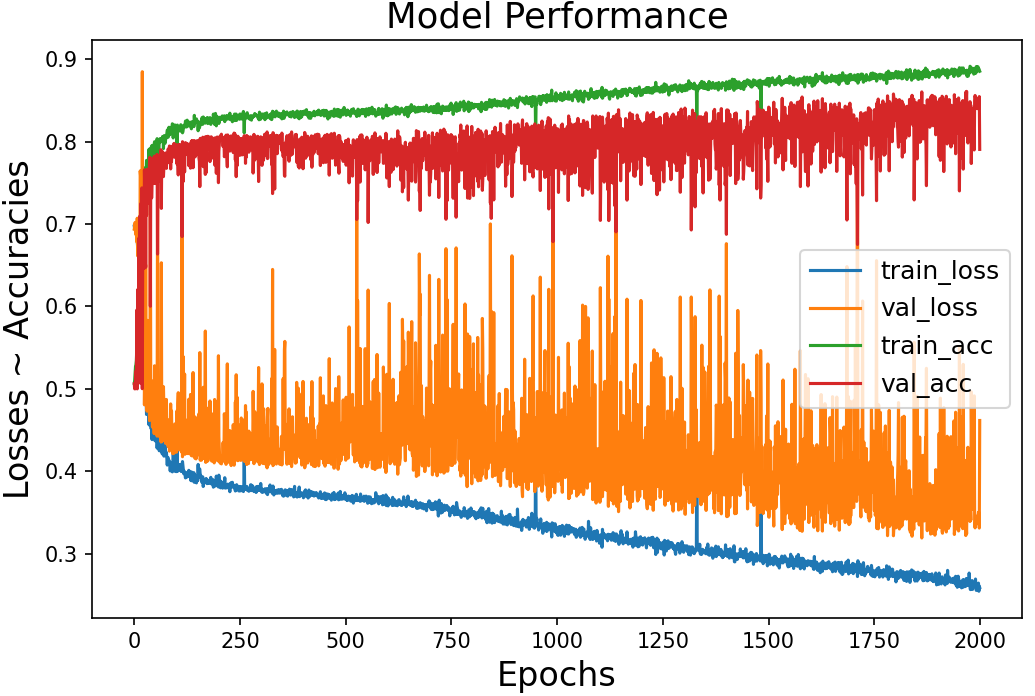 Model Performance
Losses ~ Accuracies
0.9
0.8
0.7
0.6
0.5
0.4
0.3
train_loss
val_loss
train_acc
val_acc
0 250 500 750 1000 1250 1500 1750 2000
Epochs